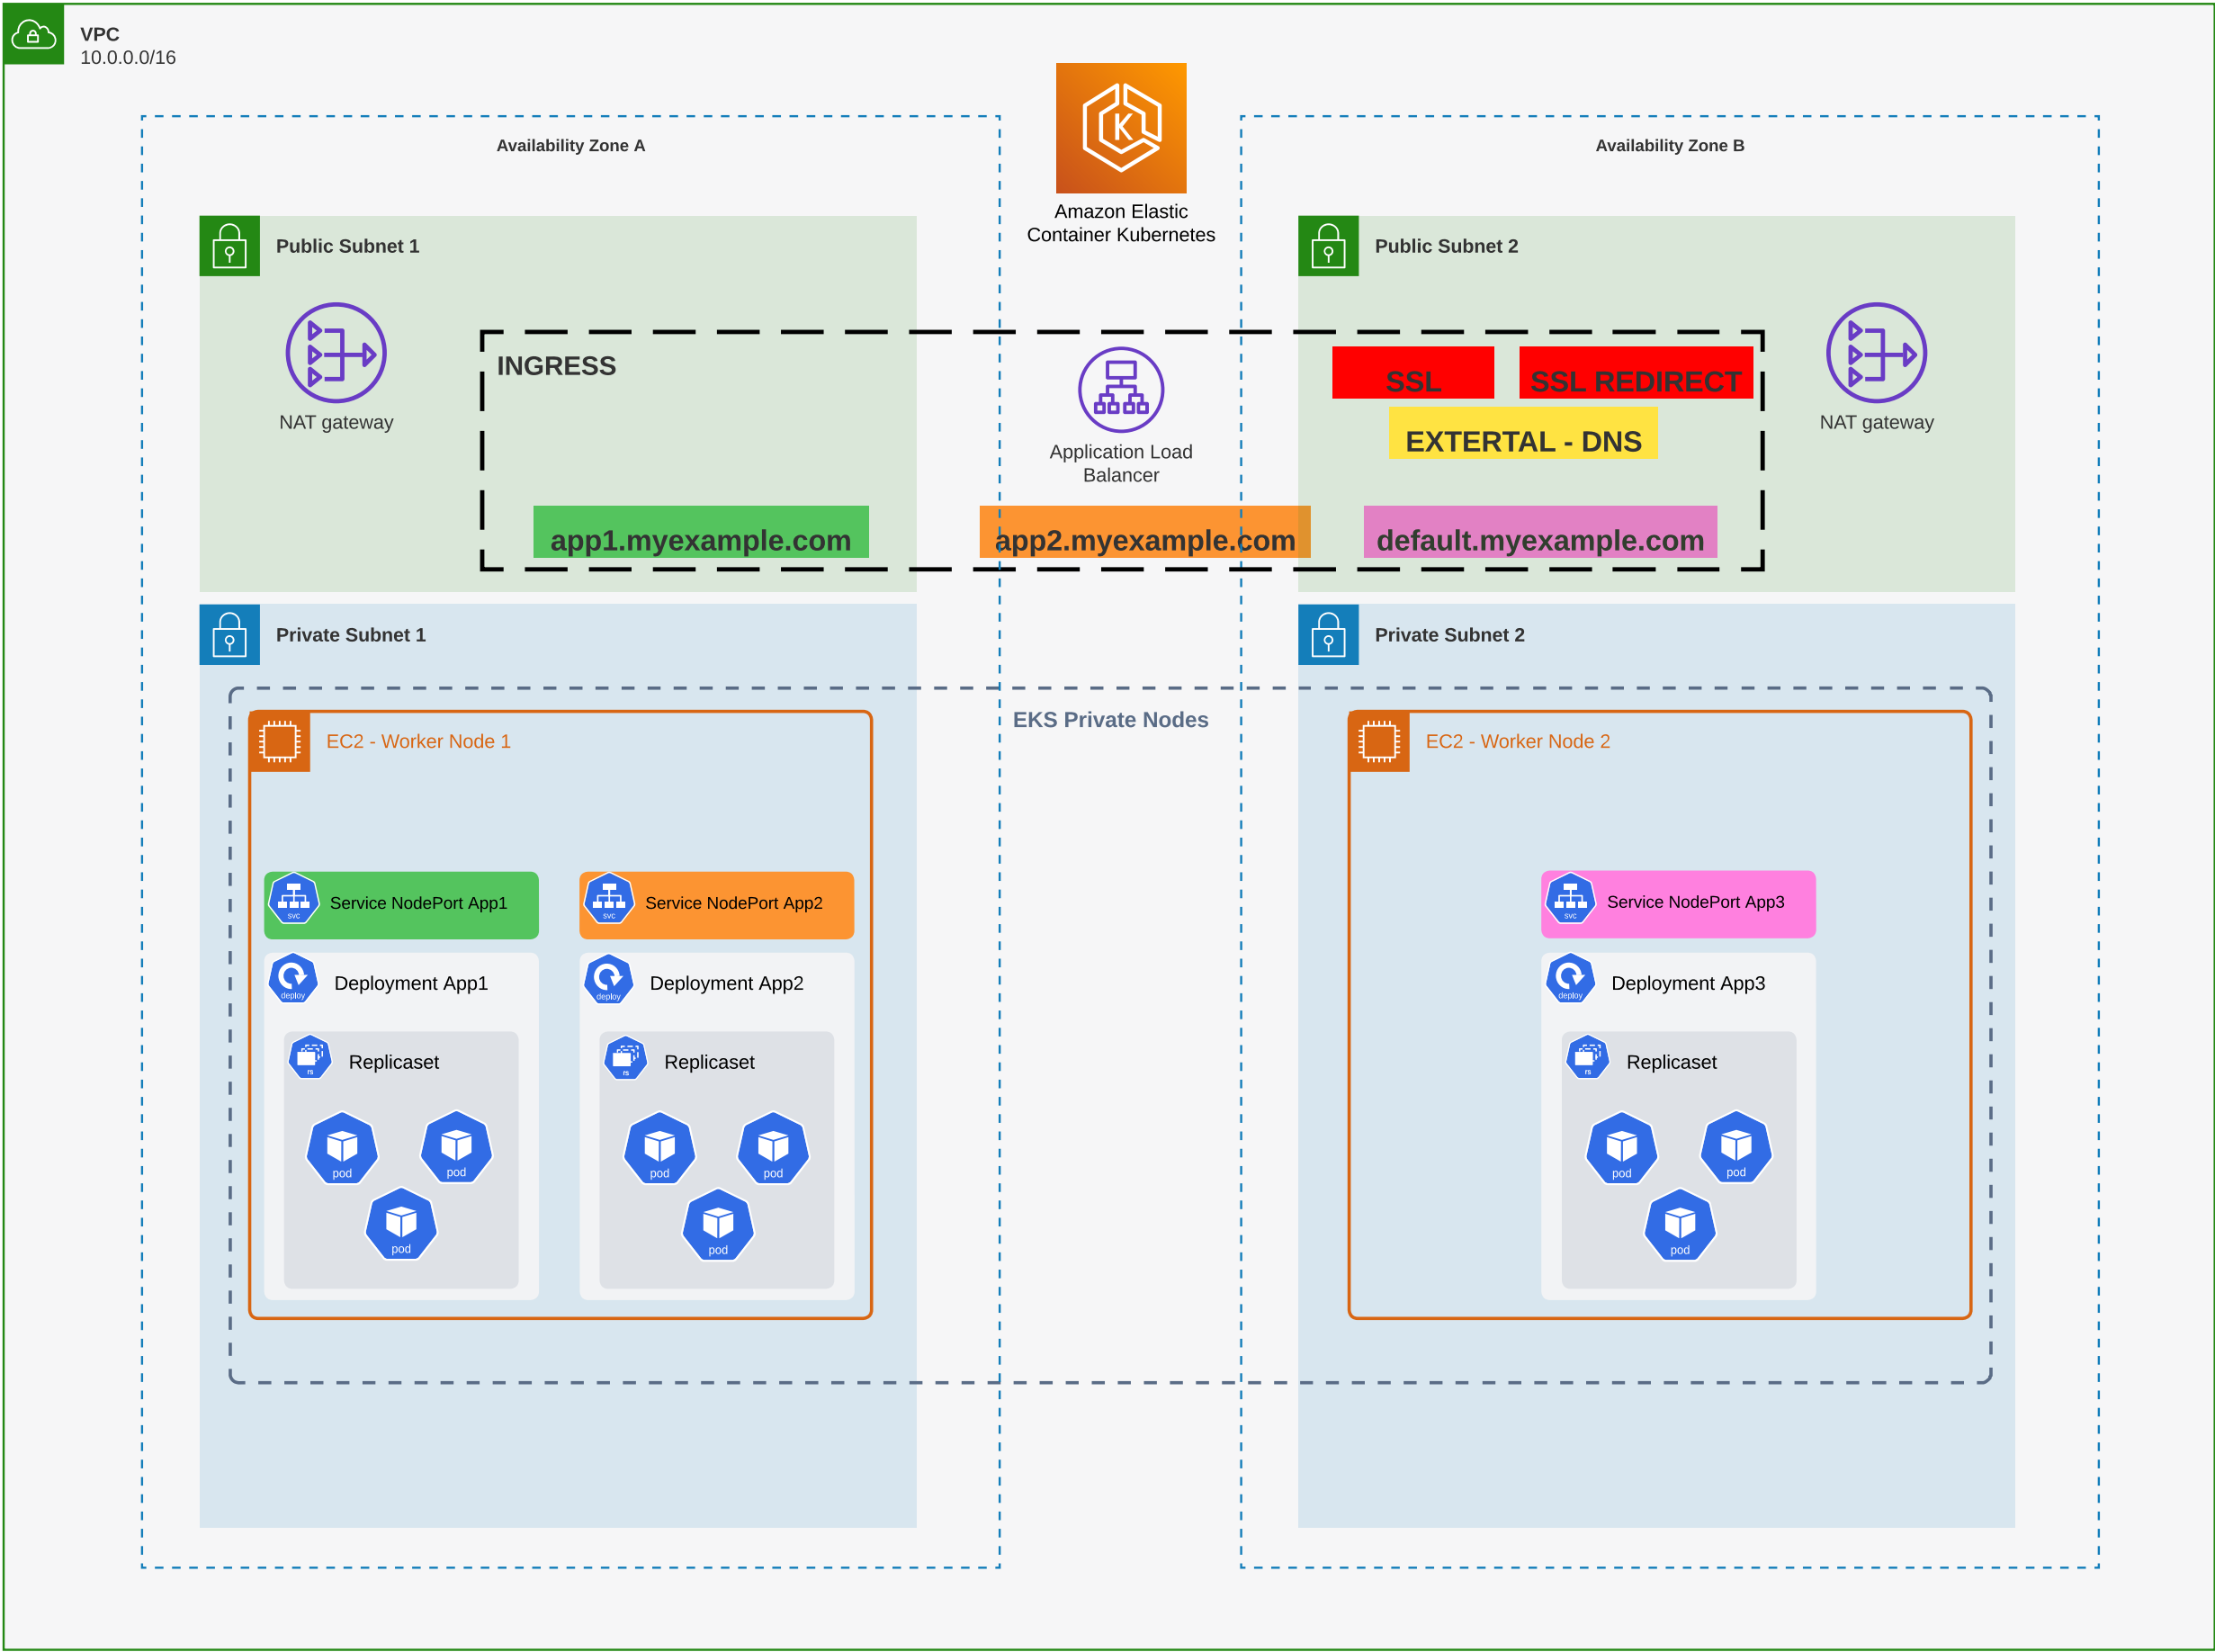 VPC
10.0.0.0/16
Availability Zone A
Amazon Elastic
Container Kubernetes
Availability Zone B
Public Subnet 1
Public Subnet 2
NAT gateway
INGRESS
Application Load
Balancer
SSL
SSL REDIRECT
EXTERTAL - DNS
NAT gateway
app1.myexample.com
app2.myexample.com
default.myexample.com
Private Subnet 1
Private Subnet 2
EKS Private Nodes
EC2 - Worker Node 1
EC2 - Worker Node 2
svc
Service NodePort App1
svc
Service NodePort App2
svc
Service NodePort App3
deploy
Deployment App1
deploy
Deployment App2
deploy
Deployment App3
rs
Replicaset
rs
Replicaset
rs
Replicaset
pod
pod
pod
pod
pod
pod
pod
pod
pod